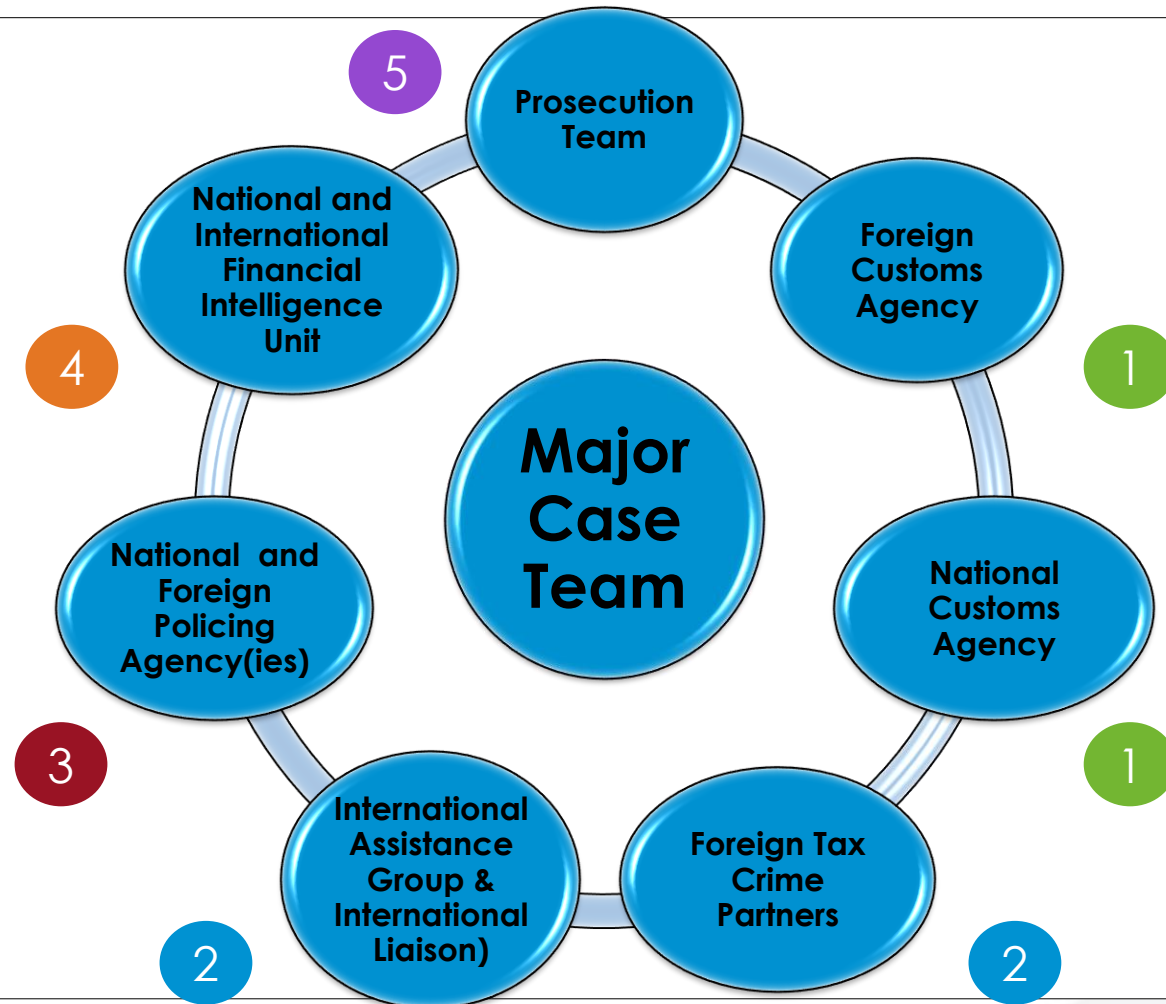 5
Prosecution
Team
National and
International
Financial
Intelligence
Unit
Foreign
Customs
Agency
4
1
Major
Case
Team
National  and
Foreign
Policing
Agency(ies)
National
Customs
Agency
3
1
International
Assistance
Group &
International
Liaison)
Foreign Tax
Crime
Partners
2
2